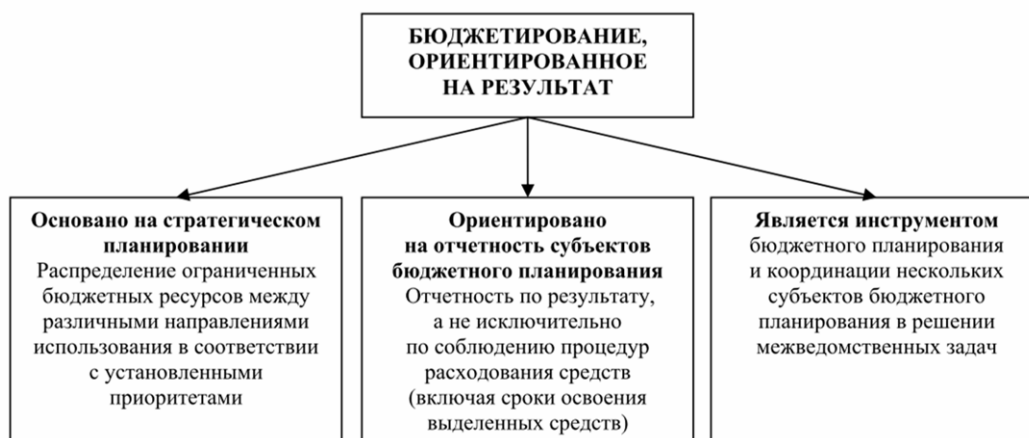 БЮДЖЕТИРОВАНИЕ,
ОРИЕНТИРОВАННОЕ
НА РЕЗУЛЬТАТ
Основано на стратегическом
планировании
Распределение ограниченных
бюджетных ресурсов между
различными направлениями
использования в соответствии
с установленными
приоритетами
Ориентировано
на отчетность субъектов
бюджетного планирования
Отчетность по результату,
а не исключительно
по соблюдению процедур
расходования средств
(включая сроки освоения
выделенных средств)
Является инструментом
бюджетного планирования
и координации нескольких
субъектов бюджетного
планирования в решении
межведомственных задач